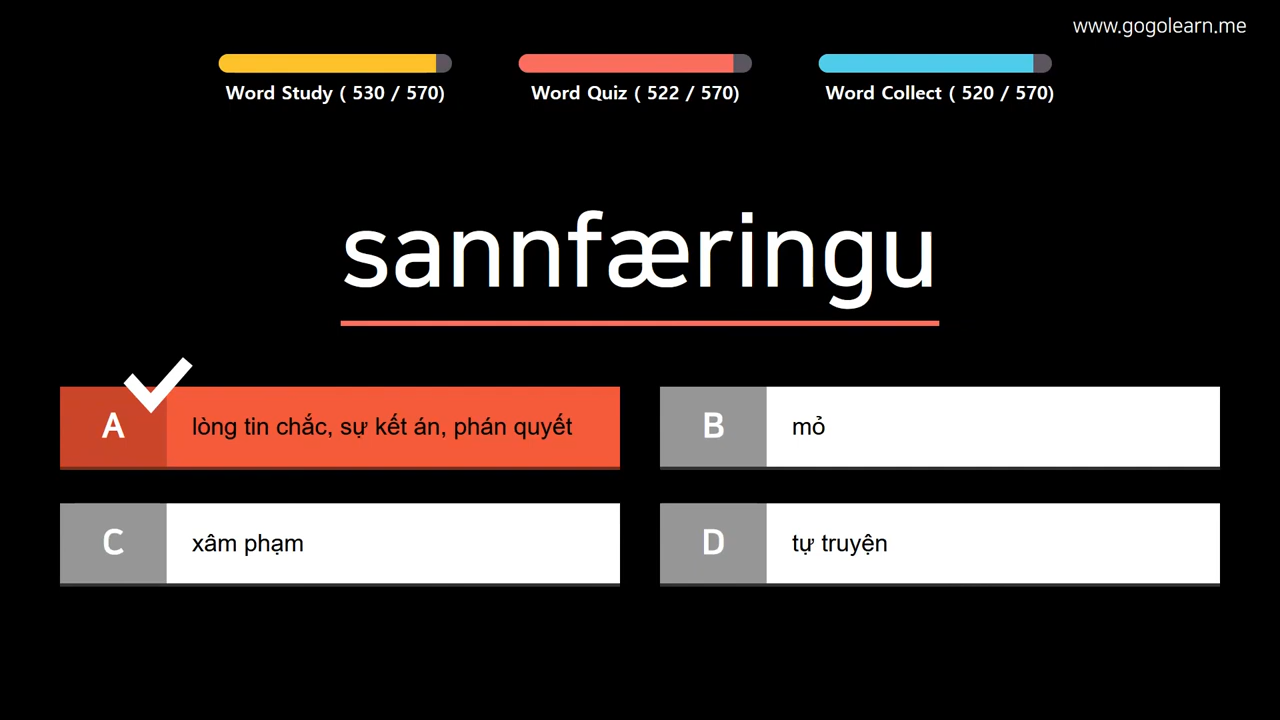 www.gogolearn.me
Word Study ( 530 / 570)
Word Quiz ( 522 / 570)
Word Collect ( 520 / 570)
sannfæringu
A
lòng tin chắc, sự kết án, phán quyết
B
mỏ
C
xâm phạm
D
tự truyện